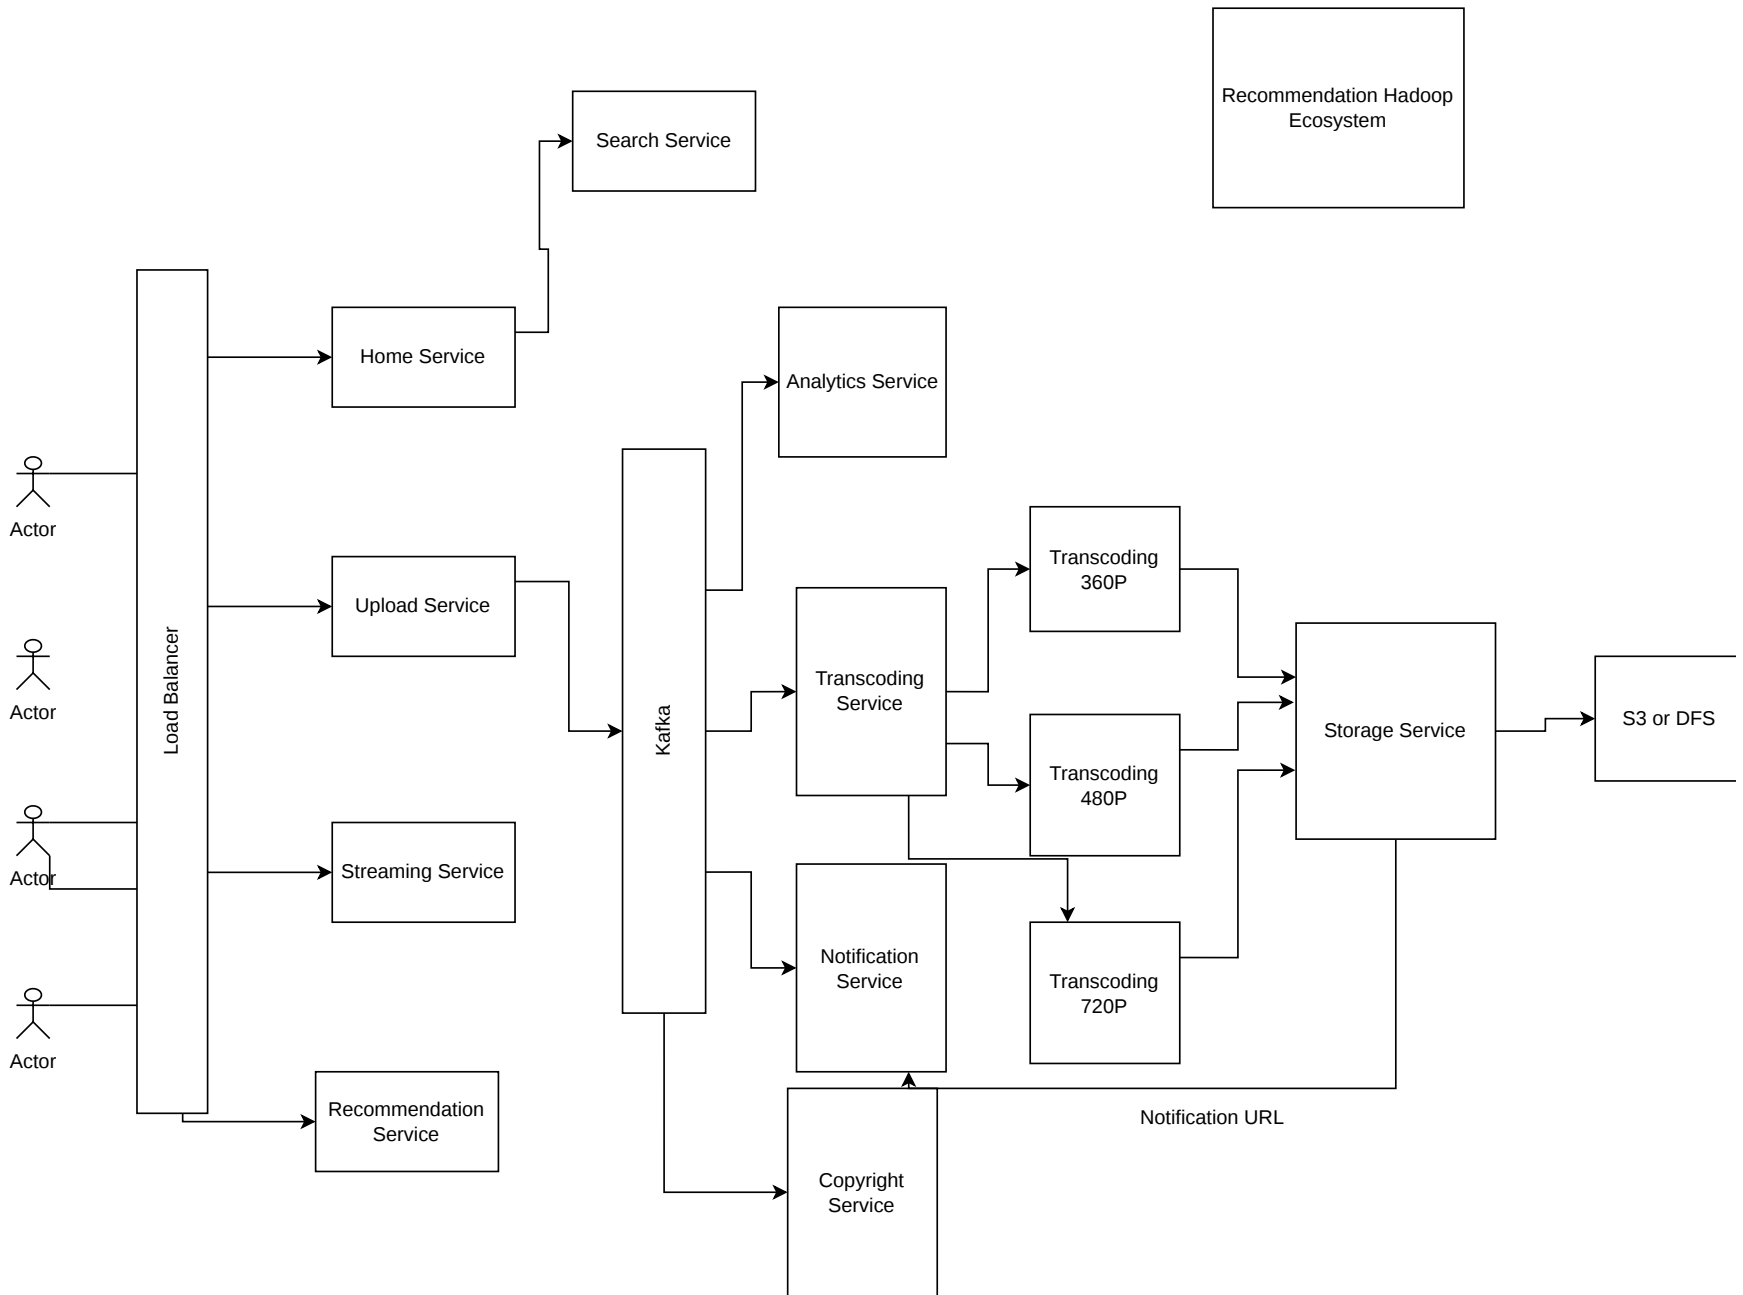 Recommendation Hadoop
Ecosystem
Search Service
Home Service
Analytics Service
Actor
Upload Service
Load Balancer
Kafka
Transcoding
360P
Transcoding
Service
Transcoding
480P
Storage Service
S3 or DFS
Actor
Actor
Streaming Service
Notification
Service
Transcoding
720P
Actor
Recommendation
Service
Notification URL
Copyright
Service